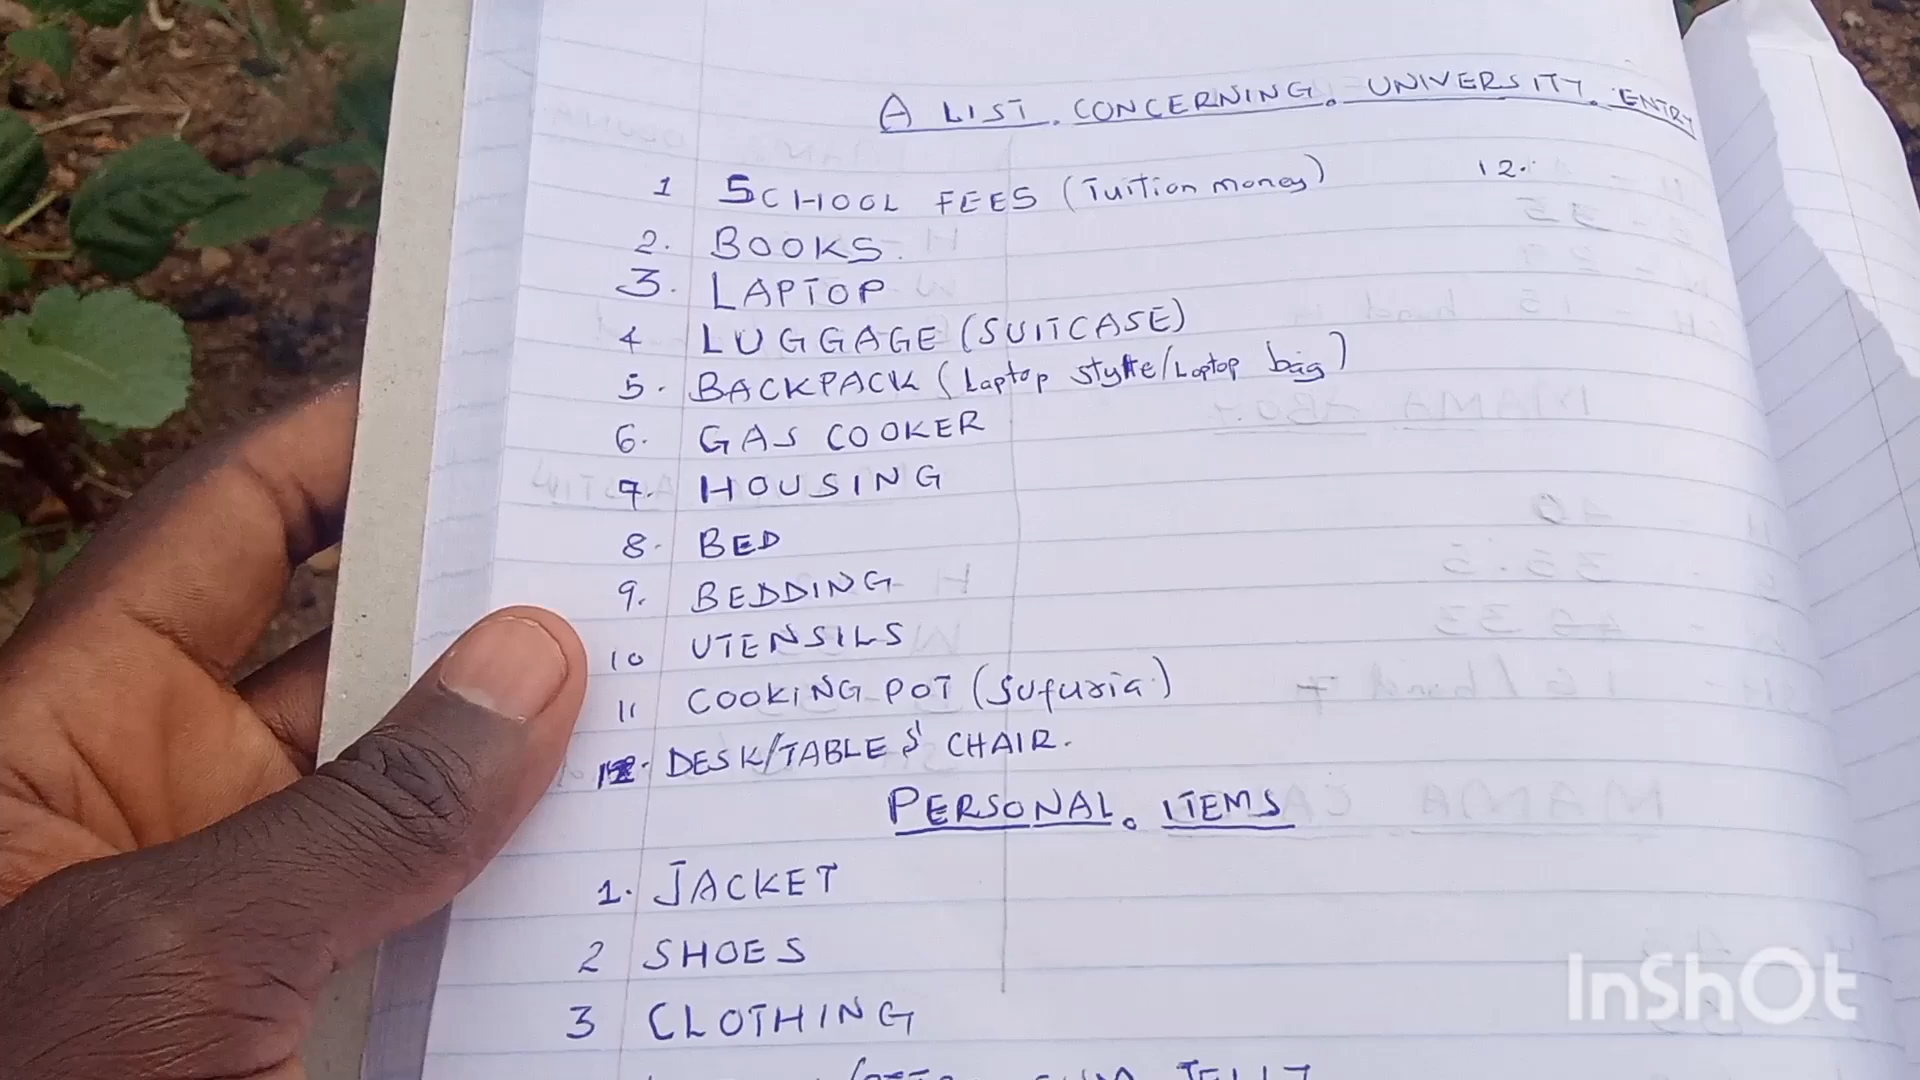 A LIST. CONCERNING. UNIVERSITY. ENTRY
1 SCHOOL FEES (Tuition money) 12.
2. BOOKS.
3. LAPTOP
4 LUGGAGE (SUITCASE)
5. BACKPACK (Laptop style/Laptop bag)
6. GAS COOKER
7. HOUSING
8. BED
9. BEDDING
10 UTENSILS
11 COOKING POT (Sufuria)
12. DESK/TABLE & CHAIR.
PERSONAL. ITEMS
1. JACKET
2 SHOES
3 CLOTHING
JELLY
InShOt